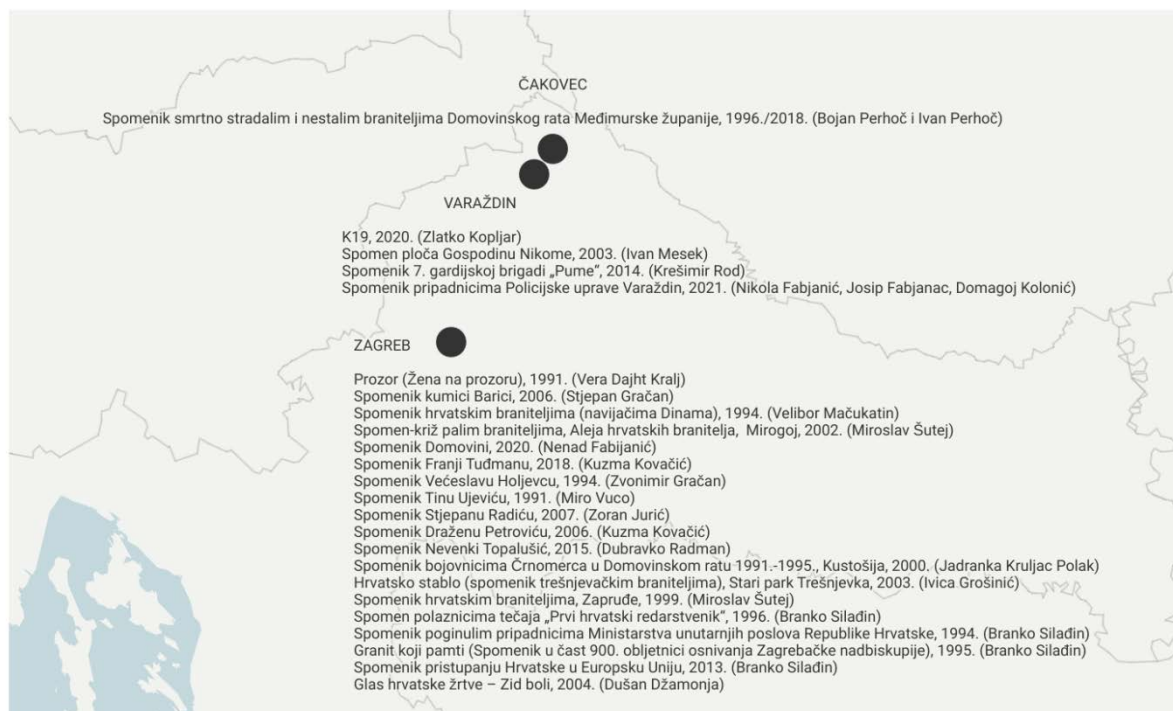 ČAKOVEC
Spomenik smrtno stradalim i nestalim braniteljima Domovinskog rata Međimurske županije, 1996./2018. (Bojan Perhoč i Ivan Perhoč)
VARAŽDIN
K19, 2020. (Zlatko Kopljar)
Spomen ploča Gospodinu Nikome, 2003. (Ivan Mesek)
Spomenik 7. gardijskoj brigadi „Pume“, 2014. (Krešimir Rod)
Spomenik pripadnicima Policijske uprave Varaždin, 2021. (Nikola Fabjanić, Josip Fabjanac, Domagoj Kolonić)
ZAGREB
Prozor (Žena na prozoru), 1991. (Vera Dajht Kralj)
Spomenik kumici Barici, 2006. (Stjepan Gračan)
Spomenik hrvatskim braniteljima (navijačima Dinama), 1994. (Velibor Mačukatin)
Spomen-križ palim braniteljima, Aleja hrvatskih branitelja, Mirogoj, 2002. (Miroslav Šutej)
Spomenik Domovini, 2020. (Nenad Fabijanić)
Spomenik Franji Tuđmanu, 2018. (Kuzma Kovačić)
Spomenik Većeslavu Holjevcu, 1994. (Zvonimir Gračan)
Spomenik Tinu Ujeviću, 1991. (Miro Vuco)
Spomenik Stjepanu Radiću, 2007. (Zoran Jurić)
Spomenik Draženu Petroviću, 2006. (Kuzma Kovačić)
Spomenik Nevenki Topalušić, 2015. (Dubravko Radman)
Spomenik bojovnicima Črnomerca u Domovinskom ratu 1991.-1995., Kustošija, 2000. (Jadranka Kruljac Polak)
Hrvatsko stablo (spomenik trešnjevačkim braniteljima), Stari park Trešnjevka, 2003. (Ivica Grošinić)
Spomenik hrvatskim braniteljima, Zapruđe, 1999. (Miroslav Šutej)
Spomen polaznicima tečaja „Prvi hrvatski redarstvenik“, 1996. (Branko Silađin)
Spomenik poginulim pripadnicima Ministarstva unutarnjih poslova Republike Hrvatske, 1994. (Branko Silađin)
Granit koji pamti (Spomenik u čast 900. obljetnici osnivanja Zagrebačke nadbiskupije), 1995. (Branko Silađin)
Spomenik pristupanju Hrvatske u Europsku Uniju, 2013. (Branko Silađin)
Glas hrvatske žrtve – Zid boli, 2004. (Dušan Džamonja)